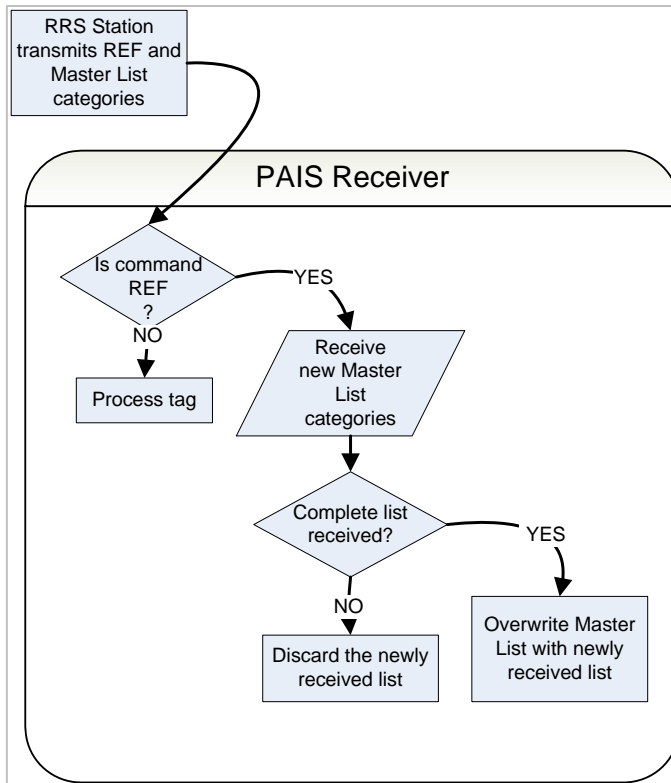 RRS Station
transmits REF and
Master List
categories
PAIS Receiver
Is command
REF
?
YES
NO
Process tag
Receive
new Master
List
categories
Complete list
received?
YES
NO
Discard the newly
received list
Overwrite Master
List with newly
received list